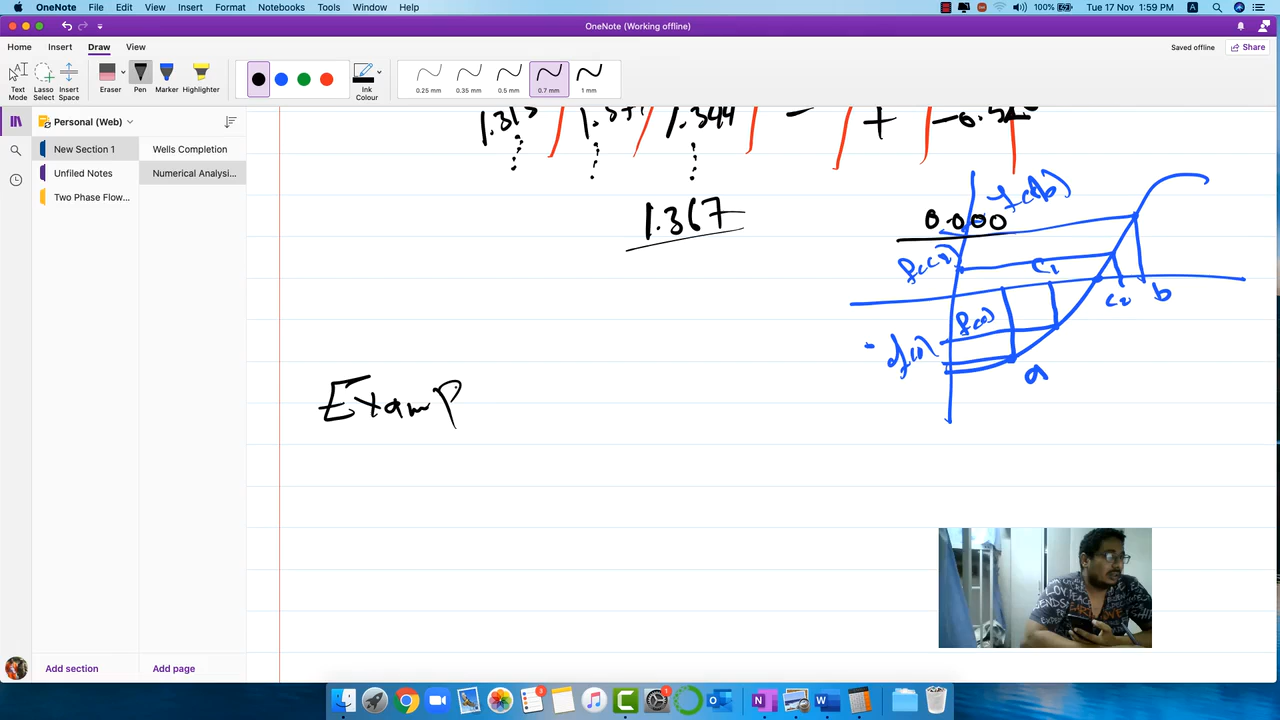 OneNote File Edit View Insert Format Notebooks Tools Window Help 100% Tue 17 Nov 1:59 PM A
OneNote (Working offline)
Home Insert Draw View Saved offline Share
Text Mode Lasso Select Insert Space Eraser Pen Marker Highlighter Ink Colour 0.25 mm 0.35 mm 0.5 mm 0.7 mm 1 mm
Personal (Web)
New Section 1
Unfiled Notes
Two Phase Flow...
Wells Completion
Numerical Analysi...
1.344 - +
1.367
0.000
f(b)
f(c2)
c1
c2 b
f(c)
- f(a)
a
Examp
Add section Add page